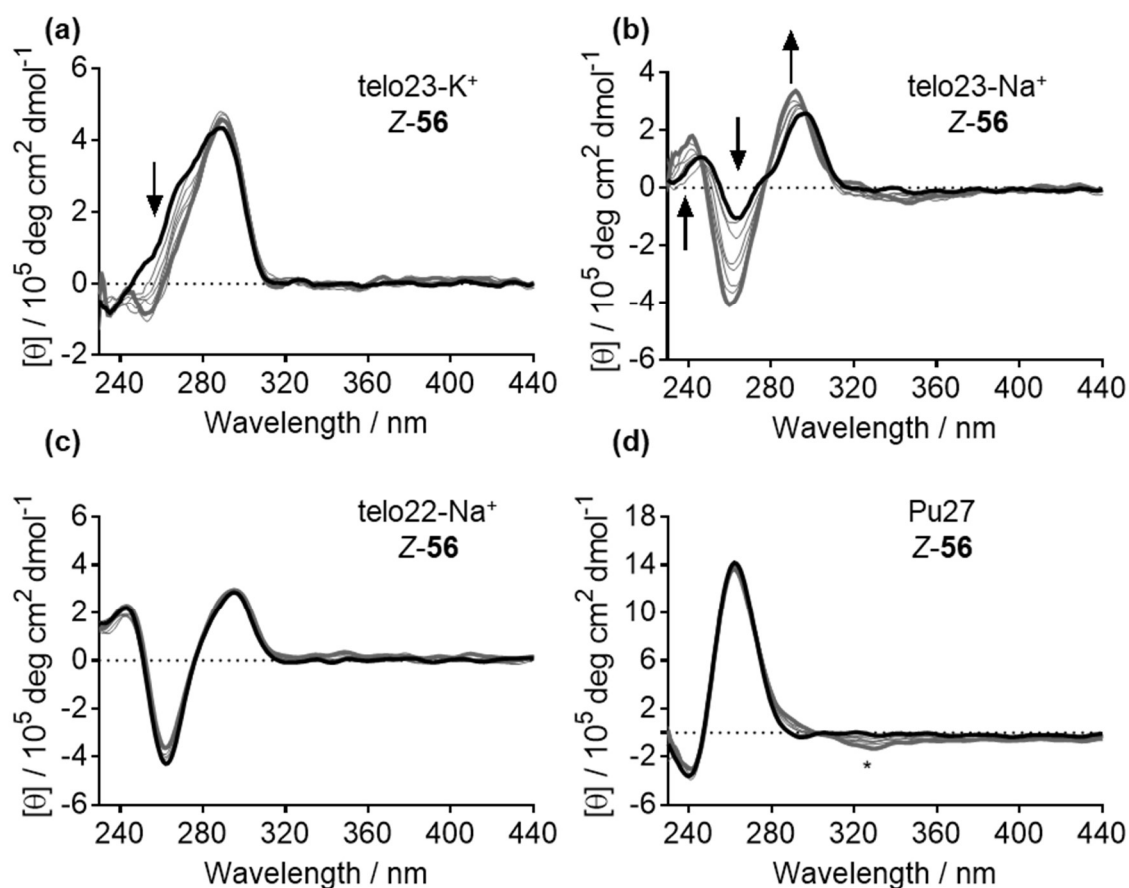 (a)
telo23-K⁺
Z-56
[θ] / 10⁵ deg cm² dmol⁻¹
6
4
2
0
-2
240 280 320 360 400 440
Wavelength / nm
(b)
telo23-Na⁺
Z-56
[θ] / 10⁵ deg cm² dmol⁻¹
4
2
0
-2
-4
-6
240 280 320 360 400 440
Wavelength / nm
(c)
telo22-Na⁺
Z-56
[θ] / 10⁵ deg cm² dmol⁻¹
6
4
2
0
-2
-4
-6
240 280 320 360 400 440
Wavelength / nm
(d)
Pu27
Z-56
[θ] / 10⁵ deg cm² dmol⁻¹
18
14
6
2
-2
-6
*
240 280 320 360 400 440
Wavelength / nm